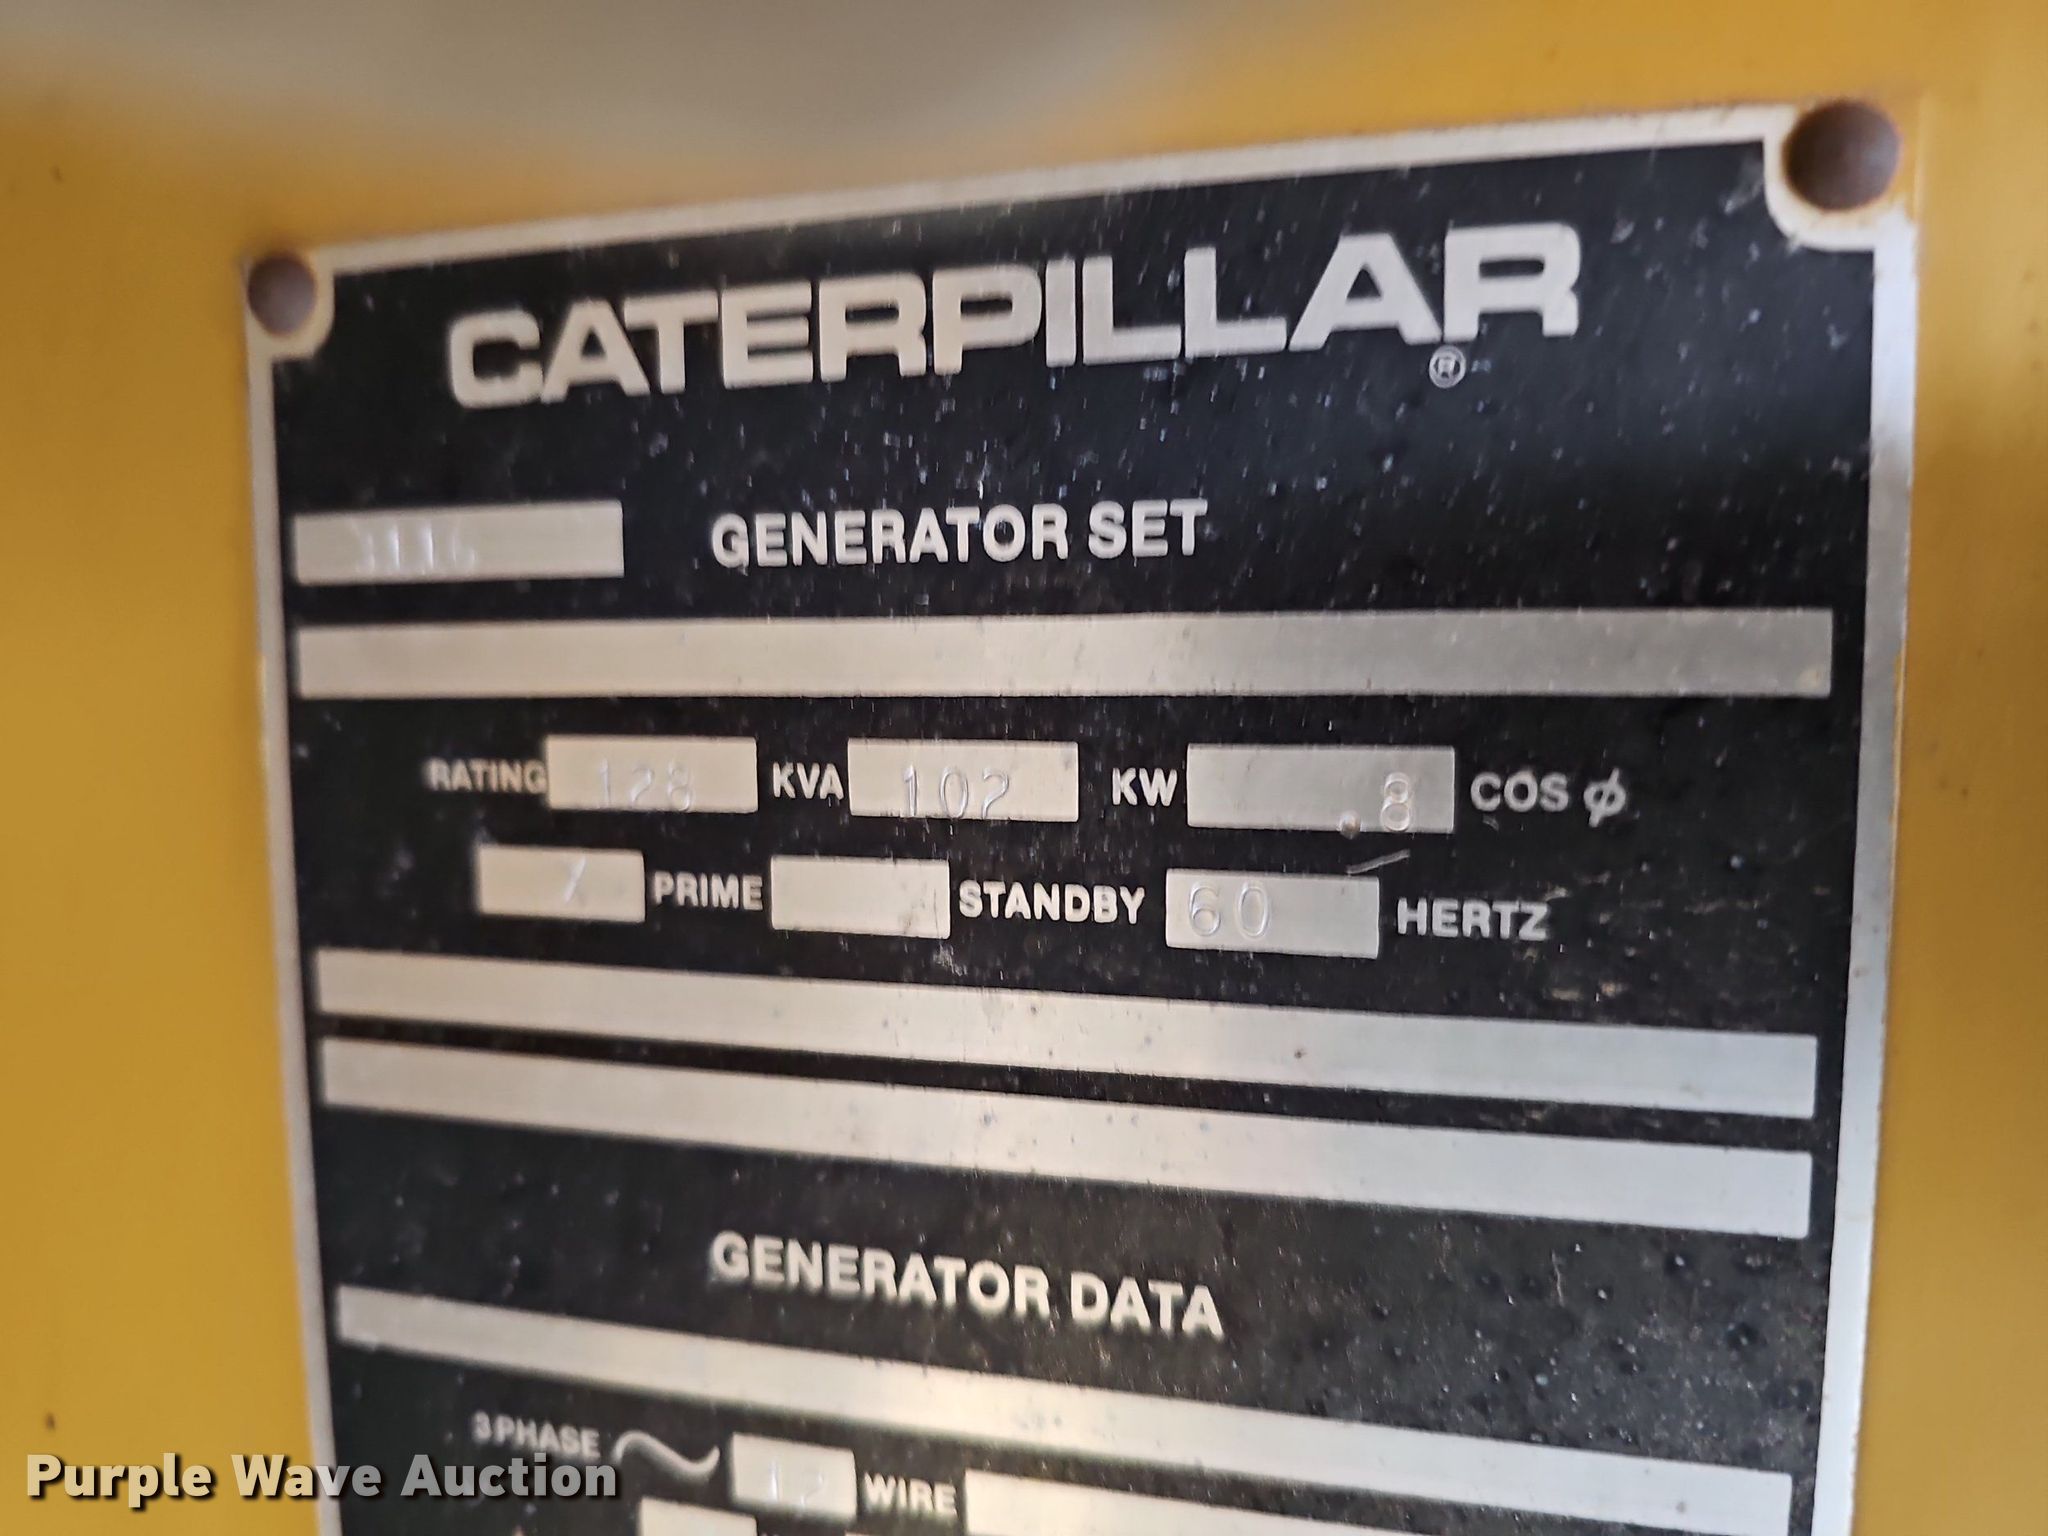 CATERPILLAR®
3116 GENERATOR SET
RATING 128 KVA 102 KW .8 COS ϕ
PRIME STANDBY 60 HERTZ
GENERATOR DATA
3 PHASE ~ 12 WIRE
Purple Wave Auction